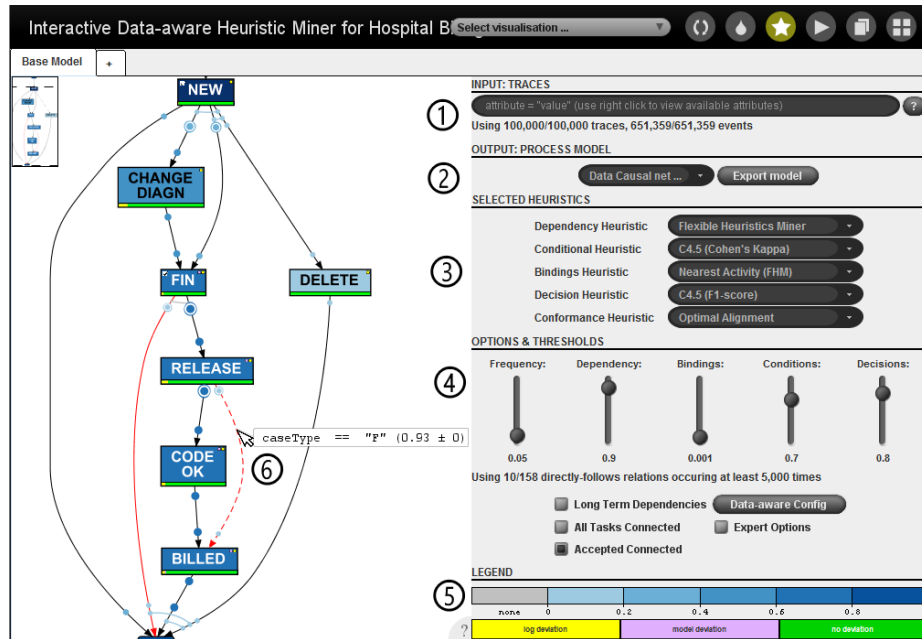 Interactive Data-aware Heuristic Miner for Hospital B
Select visualisation ...
Base Model
+
NEW
CHANGE
DIAGN
FIN
DELETE
RELEASE
caseType == "F" (0.93 ± 0)
CODE
OK
6
BILLED
INPUT: TRACES
1
attribute = "value" (use right click to view available attributes)
?
Using 100,000/100,000 traces, 651,359/651,359 events
OUTPUT: PROCESS MODEL
2
Data Causal net ...
Export model
SELECTED HEURISTICS
Dependency Heuristic
Flexible Heuristics Miner
Conditional Heuristic
C4.5 (Cohen's Kappa)
3
Bindings Heuristic
Nearest Activity (FHM)
Decision Heuristic
C4.5 (F1-score)
Conformance Heuristic
Optimal Alignment
OPTIONS & THRESHOLDS
Frequency: Dependency: Bindings: Conditions: Decisions:
4
0.05 0.9 0.001 0.7 0.8
Using 10/158 directly-follows relations occuring at least 5,000 times
Long Term Dependencies
Data-aware Config
All Tasks Connected
Expert Options
Accepted Connected
LEGEND
5
none 0 0.2 0.4 0.6 0.8
?
log deviation model deviation no deviation